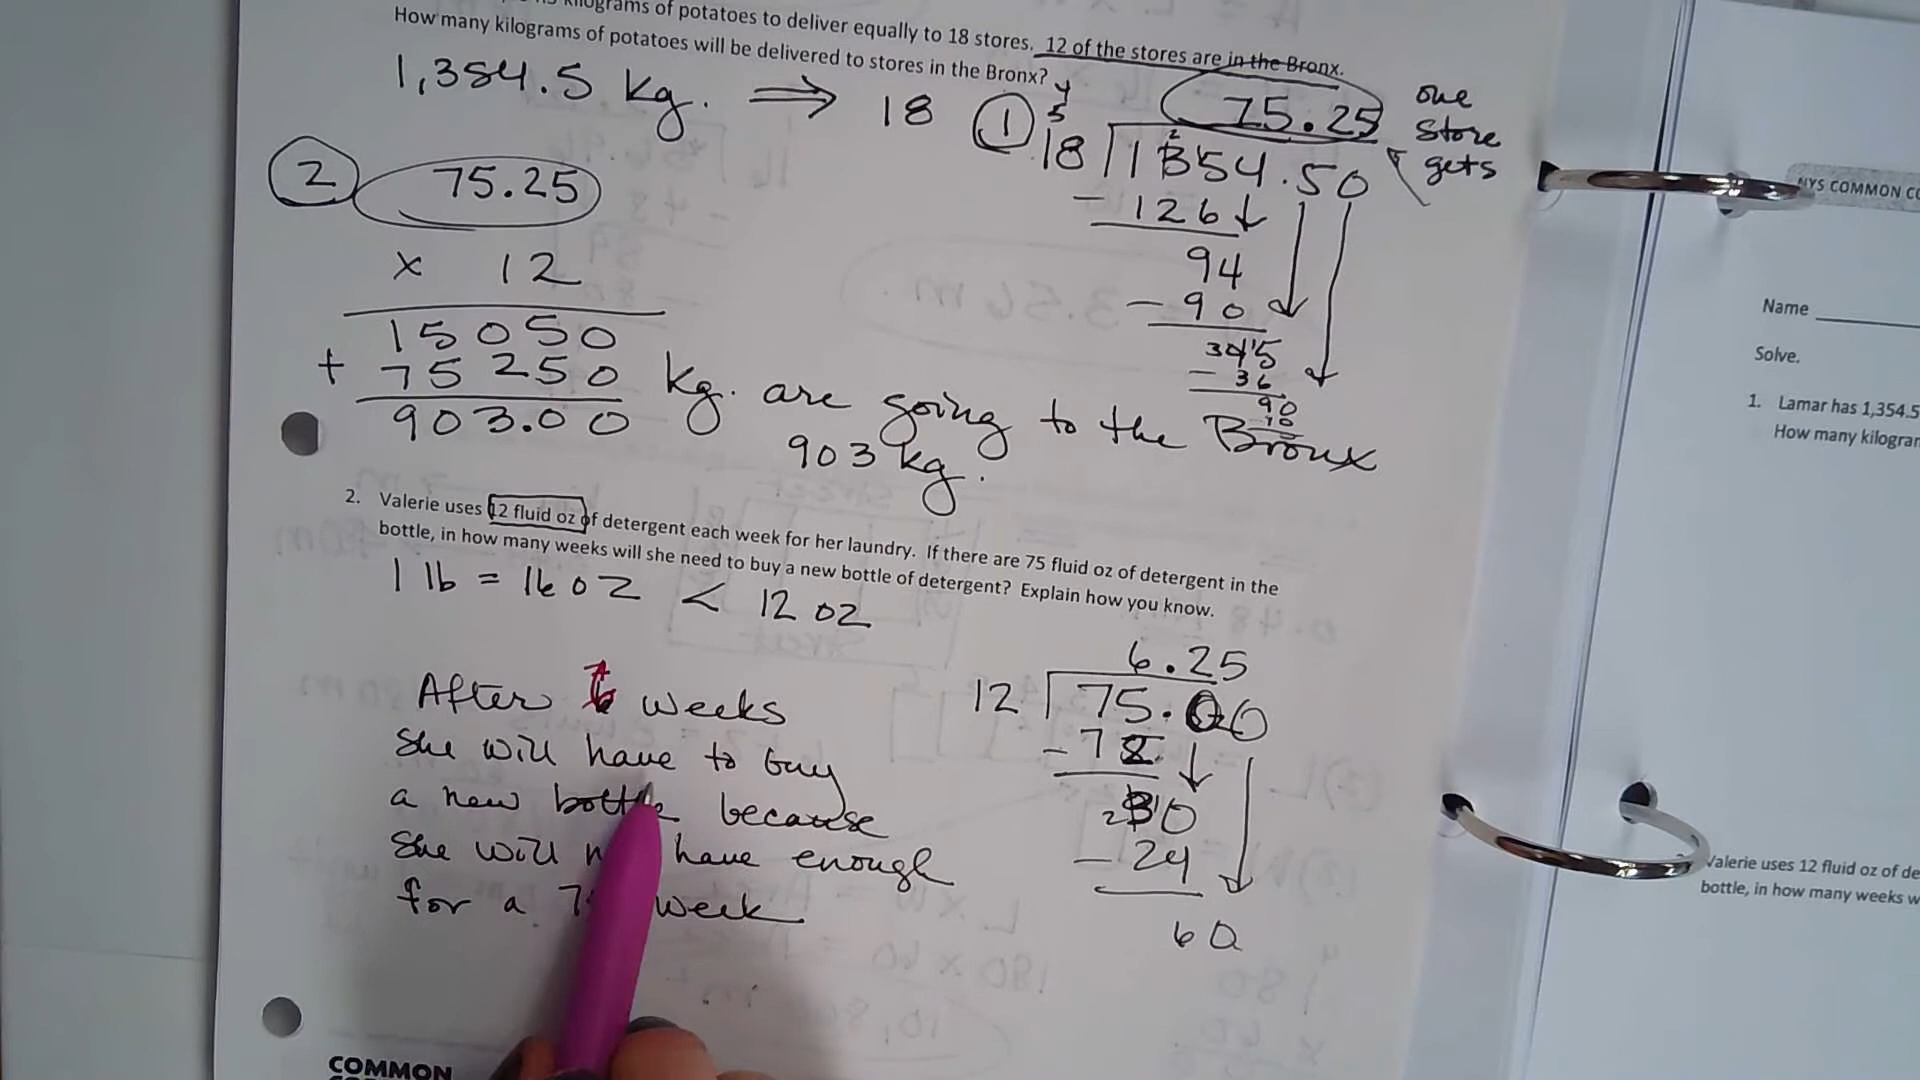 kilograms of potatoes to deliver equally to 18 stores. 12 of the stores are in the Bronx.
How many kilograms of potatoes will be delivered to stores in the Bronx?
1,354.5 kg. ⇒ 18
① 75.25 one
store
gets
18 1354.50
- 126
94
- 90
345
- 36
90
90
2 75.25
x 12
15050
+ 75250
903.00 kg. are going to the Bronx
903 kg.
2. Valerie uses 12 fluid oz of detergent each week for her laundry. If there are 75 fluid oz of detergent in the
bottle, in how many weeks will she need to buy a new bottle of detergent? Explain how you know.
1 lb = 16 oz < 12 oz
After weeks
she will have to buy
a new bottle because
she will have enough
for a week
6.25
12 75.00
- 72
30
- 24
60
COMMON
NYS COMMON
Name
Solve.
1. Lamar has 1,354.5
How many
Valerie uses 12 fluid oz of
bottle, in how many weeks